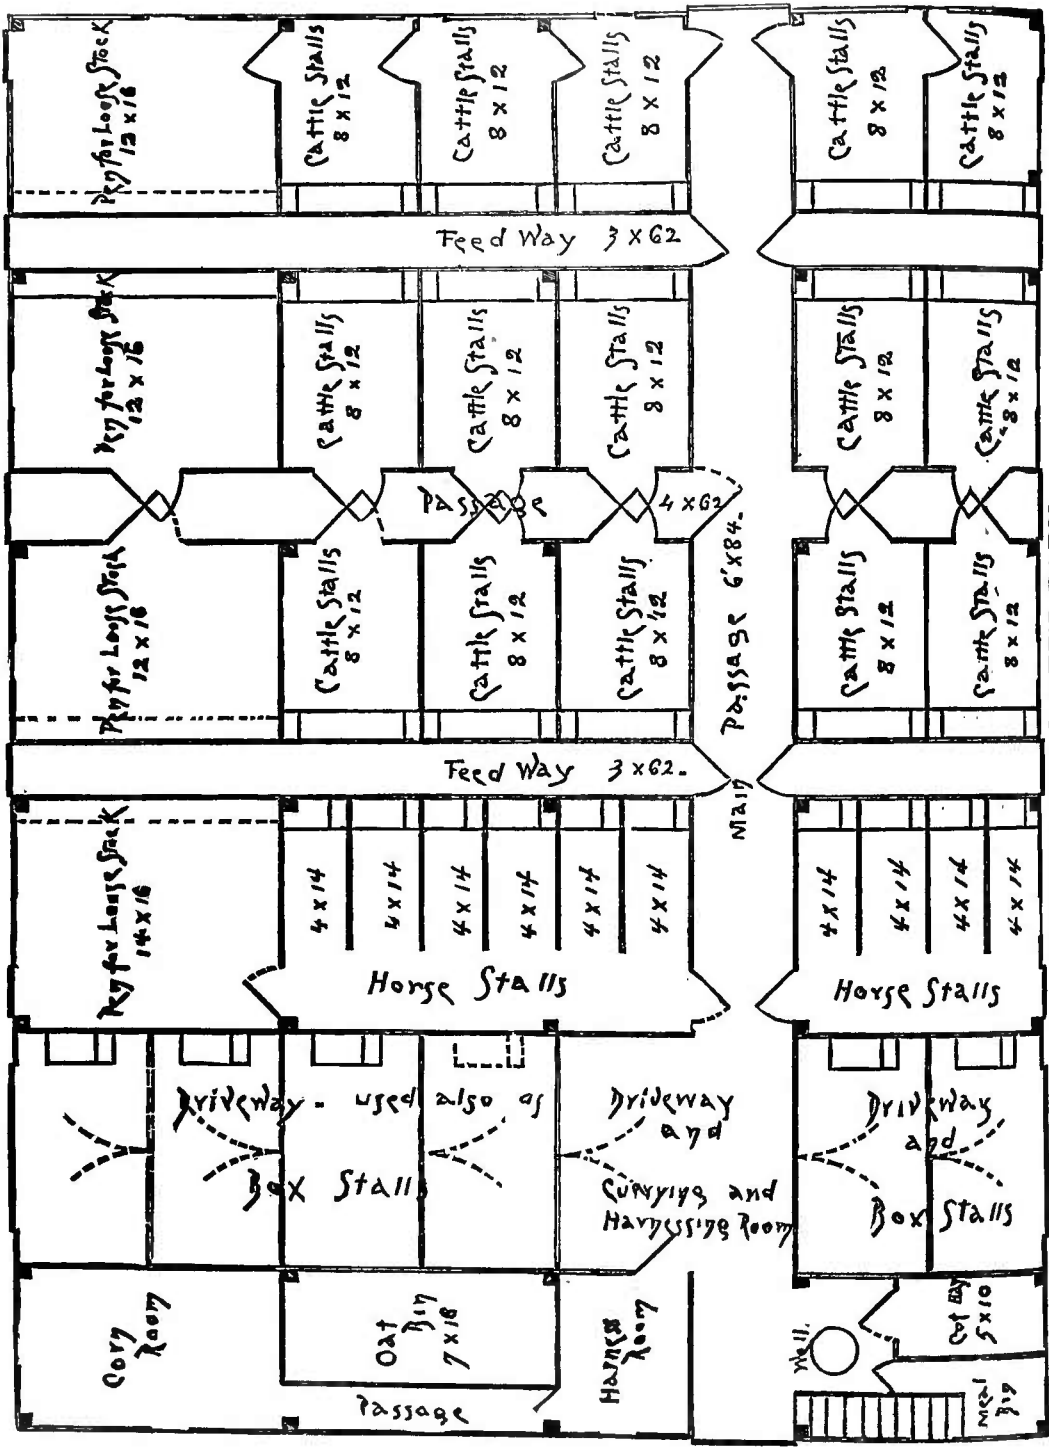 Pen for Loose Stock
12 x 16
Cattle Stalls
8 x 12
Cattle Stalls
8 x 12
Cattle Stalls
8 x 12
Cattle Stalls
8 x 12
Cattle Stalls
8 x 12
Feed Way 3 x 62
Pen for Loose Stock
12 x 16
Cattle Stalls
8 x 12
Cattle Stalls
8 x 12
Cattle Stalls
8 x 12
Cattle Stalls
8 x 12
Cattle Stalls
8 x 12
Passage 4 x 62
Main Passage 6' x 84.
Pen for Loose Stock
12 x 16
Cattle Stalls
8 x 12
Cattle Stalls
8 x 12
Cattle Stalls
8 x 12
Cattle Stalls
8 x 12
Cattle Stalls
8 x 12
Feed Way 3 x 62.
Pen for Loose Stock
14 x 16
4 x 14
4 x 14
4 x 14
4 x 14
4 x 14
4 x 14
4 x 14
4 x 14
4 x 14
4 x 14
Horse Stalls
Horse Stalls
Driveway - used also as
Box Stall
Driveway
and
Currying and
Harnessing Room
Driveway
and
Box Stalls
Corn
Room
Oat
Bin
7 x 18
Passage
Harness
Room
Well.
Cut Hay
5 x 10
Meal
Bin